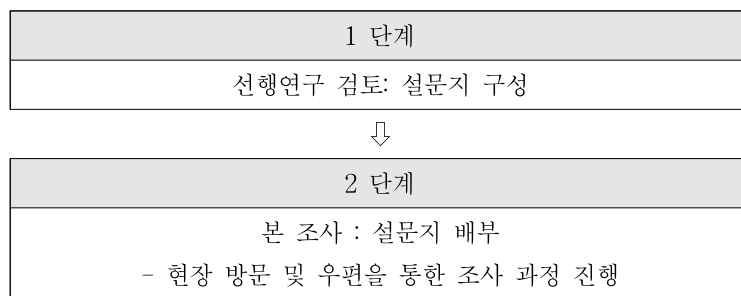 1 단계
선행연구 검토: 설문지 구성
⇩
2 단계
본 조사 : 설문지 배부
- 현장 방문 및 우편을 통한 조사 과정 진행